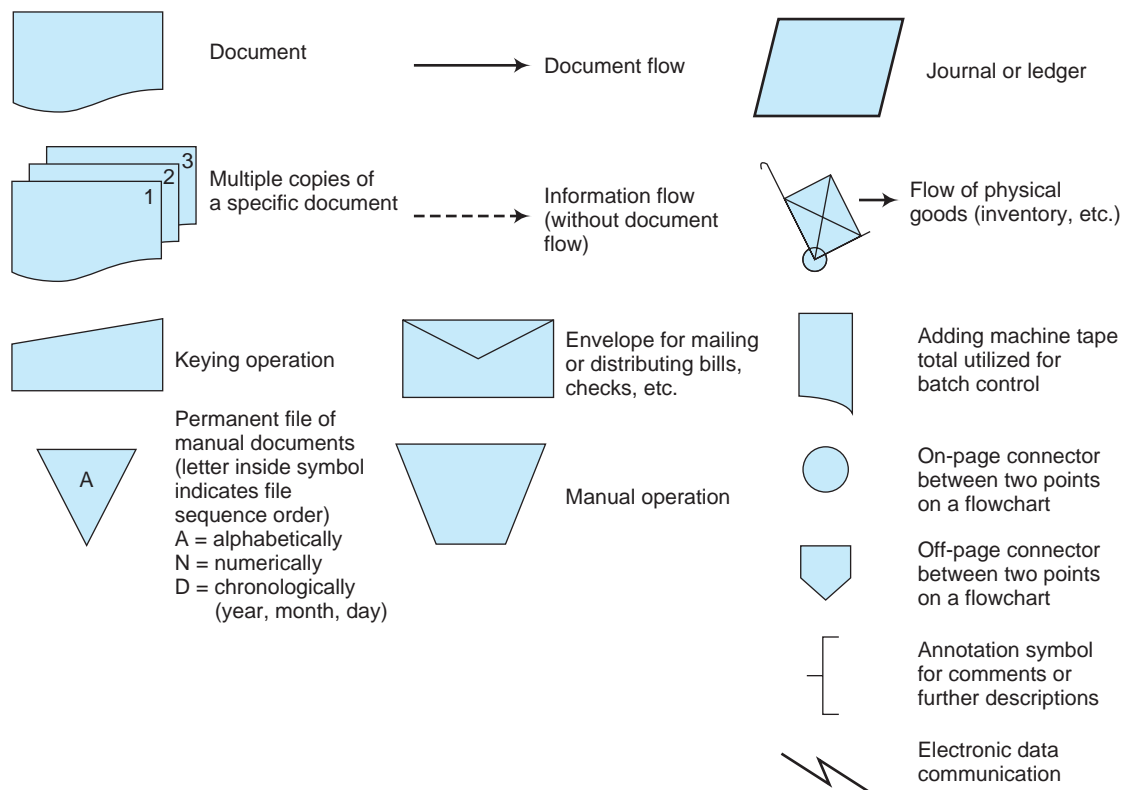 Document
Document flow
Journal or ledger
3
2
1
Multiple copies of
a specific document
Information flow
(without document
flow)
Flow of physical
goods (inventory, etc.)
Keying operation
Envelope for mailing
or distributing bills,
checks, etc.
Adding machine tape
total utilized for
batch control
A
Permanent file of
manual documents
(letter inside symbol
indicates file
sequence order)
A = alphabetically
N = numerically
D = chronologically
(year, month, day)
Manual operation
On-page connector
between two points
on a flowchart
Off-page connector
between two points
on a flowchart
Annotation symbol
for comments or
further descriptions
Electronic data
communication